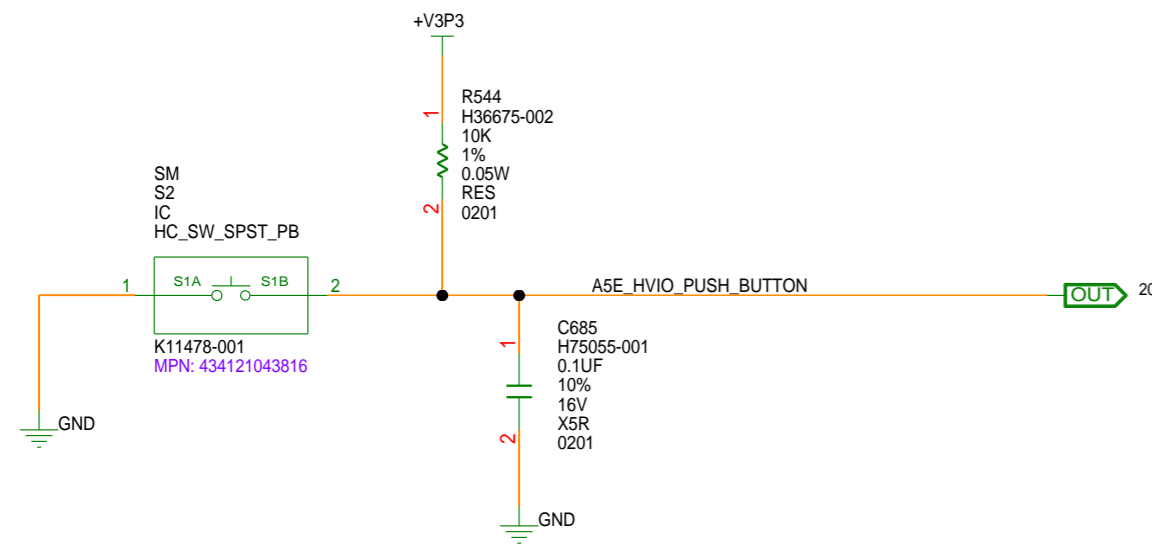 +V3P3
1
R544
H36675-002
10K
1%
0.05W
RES
0201
2
SM
S2
IC
HC_SW_SPST_PB
1
S1A
S1B
2
K11478-001
MPN: 434121043816
GND
A5E_HVIO_PUSH_BUTTON
OUT
20
1
C685
H75055-001
0.1UF
10%
16V
X5R
0201
2
GND